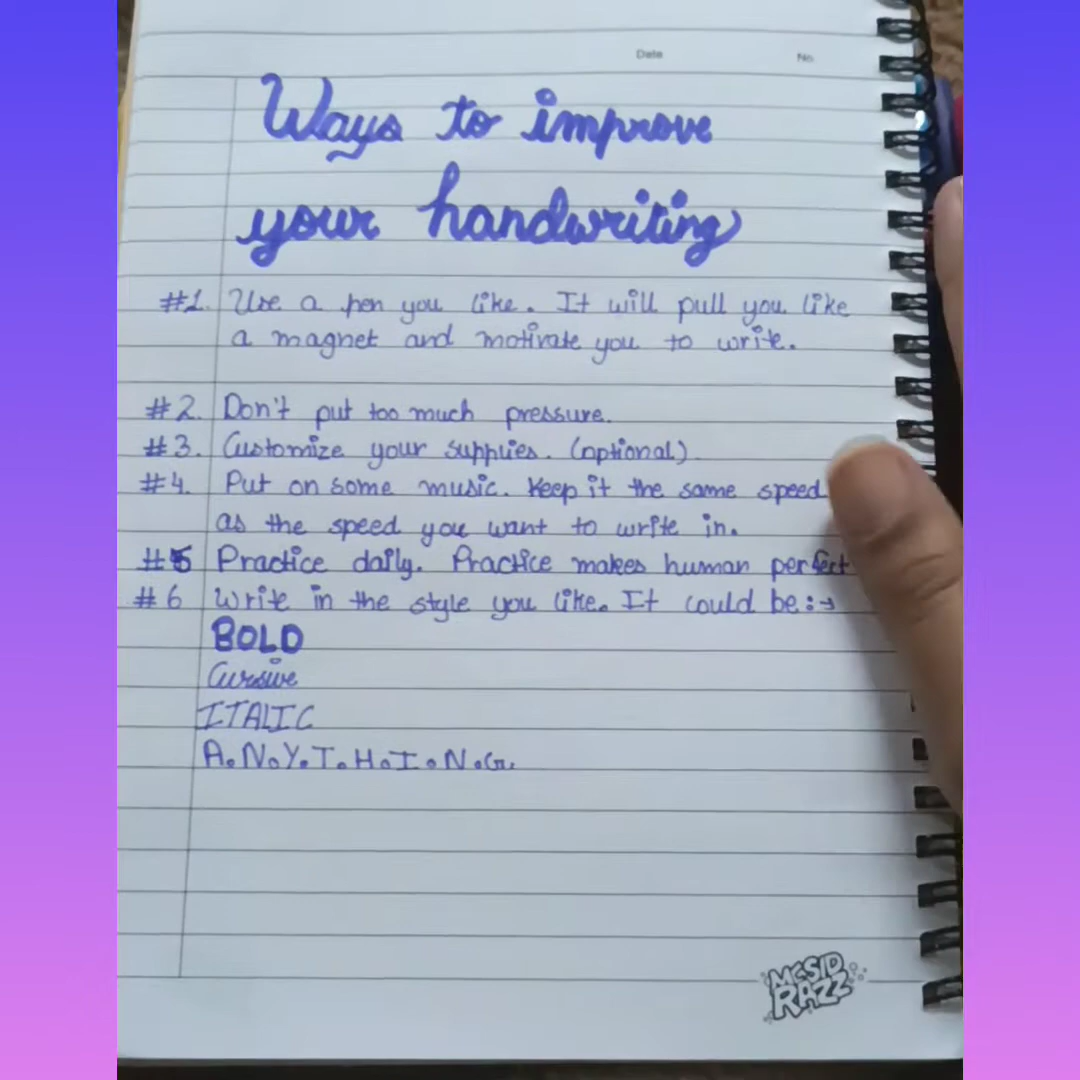 Date No
Ways to improve
your handwriting
#1. Use a pen you like. It will pull you like
a magnet and motivate you to write.
#2. Don't put too much pressure.
#3. Customize your supplies. (optional)
#4. Put on some music. Keep it the same speed
as the speed you want to write in.
#5 Practice daily. Practice makes human perfect
#6 Write in the style you like. It could be:→
BOLD
Cursive
ITALIC
A.N.Y.T.H.I.N.G.
MCSID
RAZZ